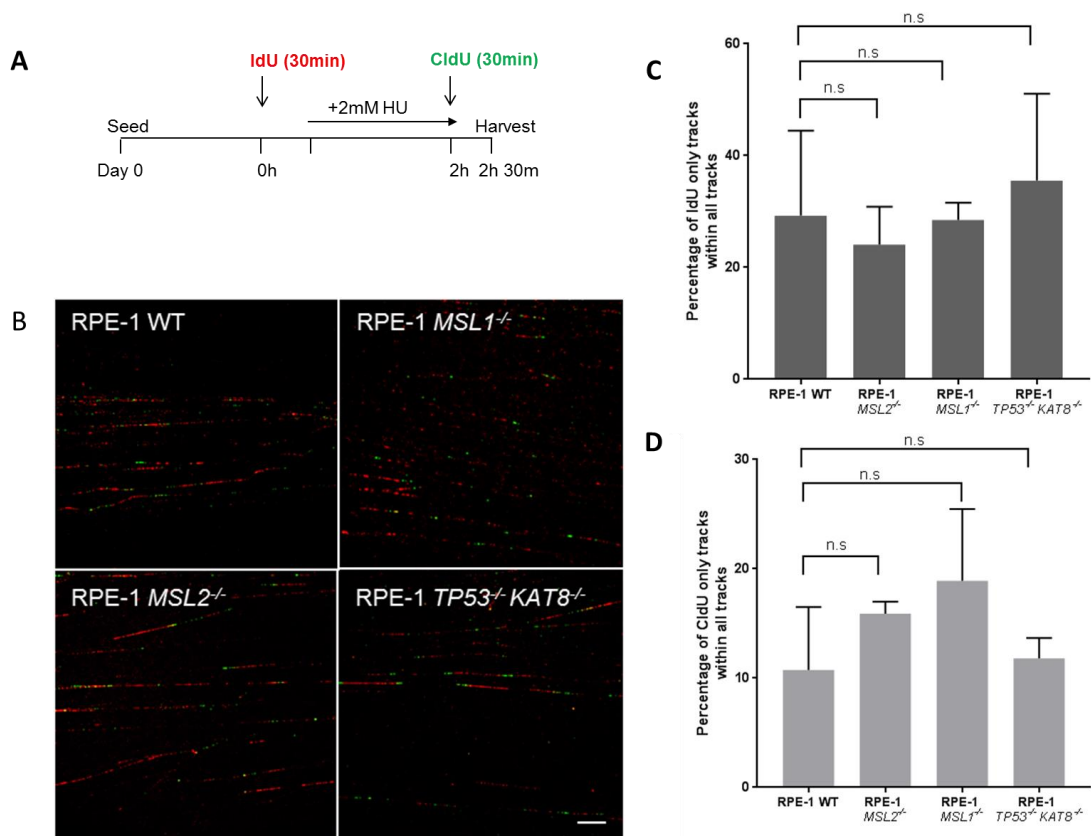 A
IdU (30min)
CldU (30min)
+2mM HU
Seed
Harvest
Day 0
0h
2h
2h 30m
B
RPE-1 WT
RPE-1 MSL1-/-
RPE-1 MSL2-/-
RPE-1 TP53-/- KAT8-/-
C
n.s
n.s
n.s
Percentage of IdU only tracks
within all tracks
60
40
20
0
RPE-1 WT
RPE-1
MSL2-/-
RPE-1
MSL1-/-
RPE-1
TP53-/- KAT8-/-
D
n.s
n.s
n.s
Percentage of CldU only tracks
within all tracks
30
20
10
0
RPE-1 WT
RPE-1
MSL2-/-
RPE-1
MSL1-/-
RPE-1
TP53-/- KAT8-/-